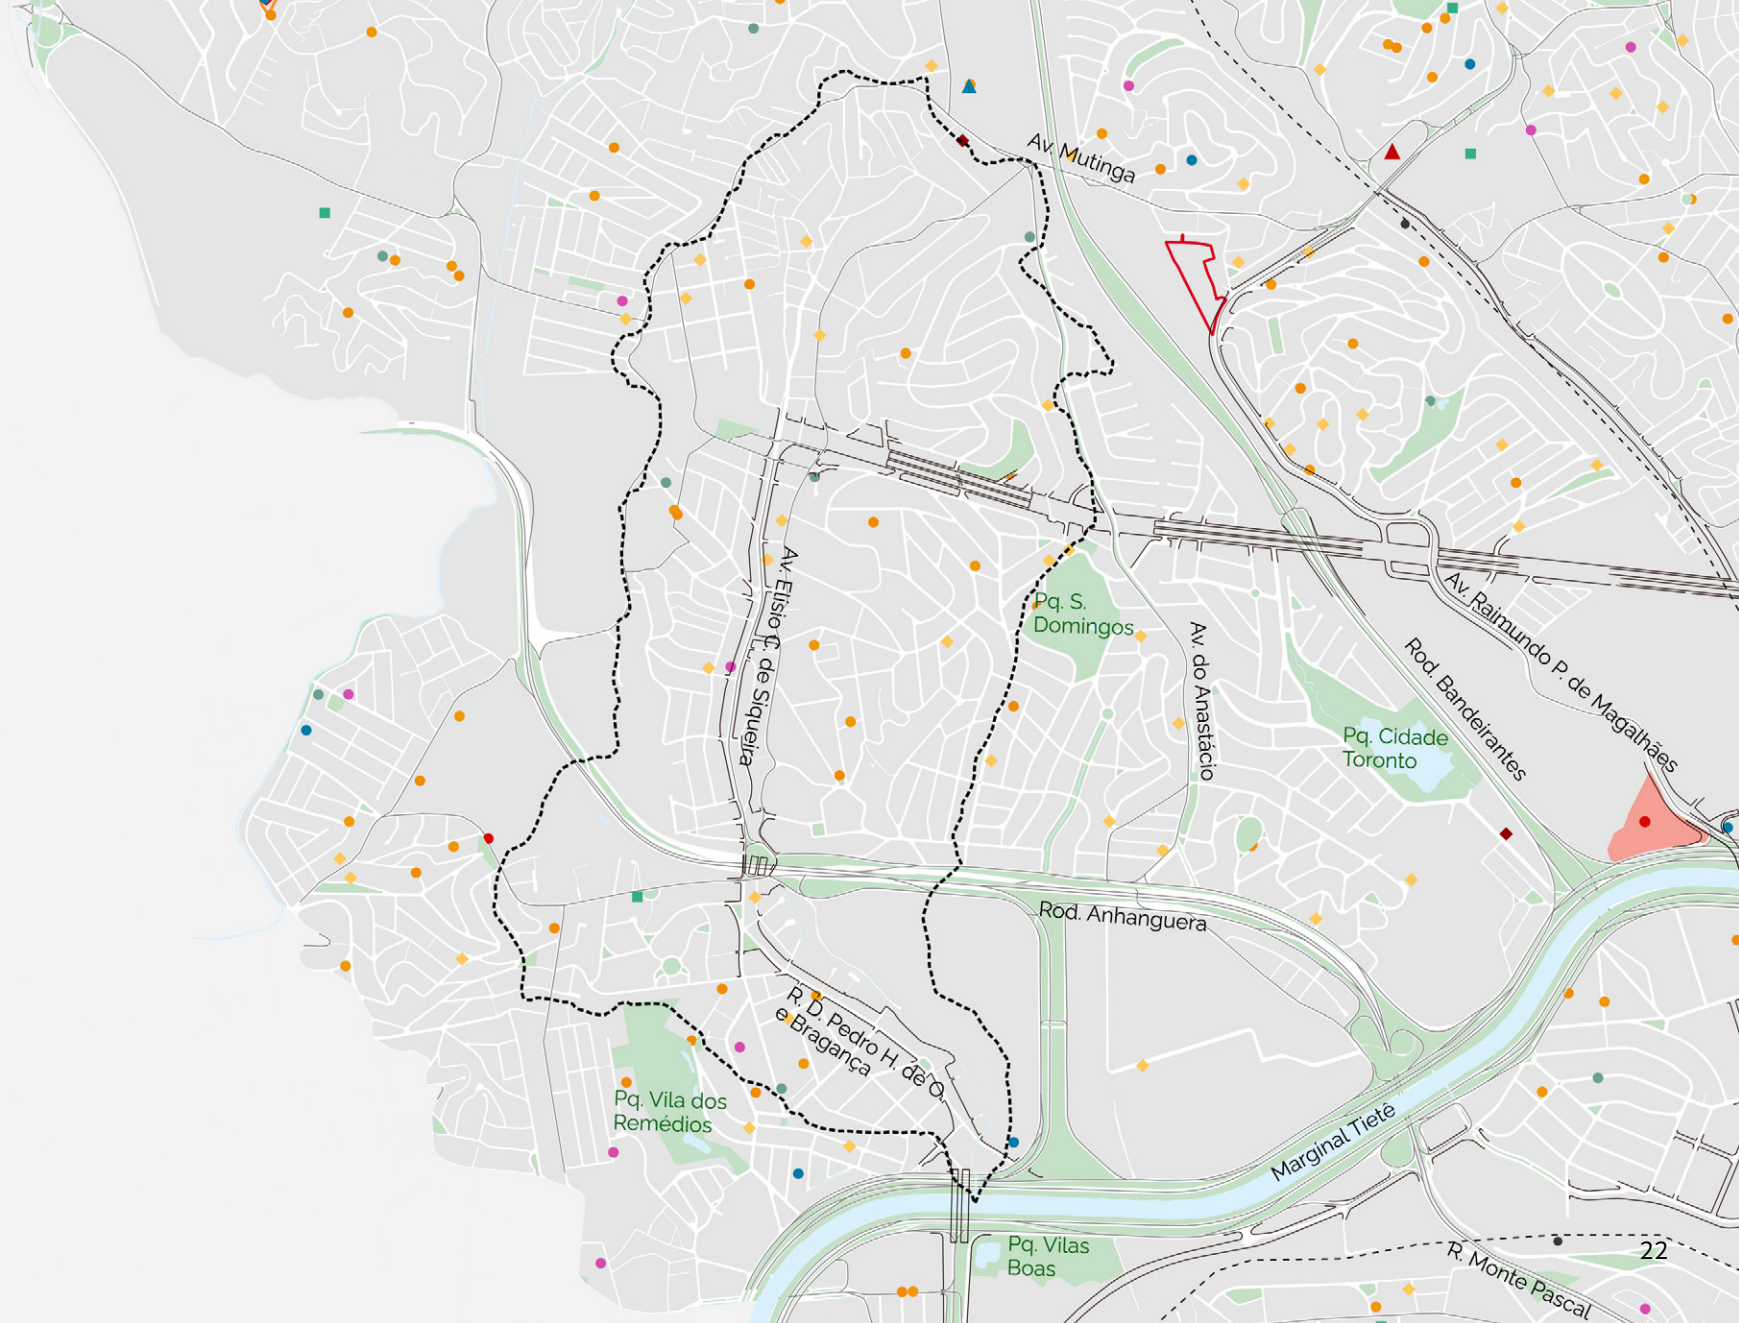 Av. Mutinga
Av. Elísio C. de Siqueira
Pq. S.
Domingos
Av. do Anastácio
Av. Raimundo P. de Magalhães
Rod. Bandeirantes
Pq. Cidade
Toronto
Rod. Anhanguera
R. D. Pedro H. de O.
e Bragança
Pq. Vila dos
Remédios
Marginal Tietê
Pq. Vilas
Boas
R. Monte Pascal
22